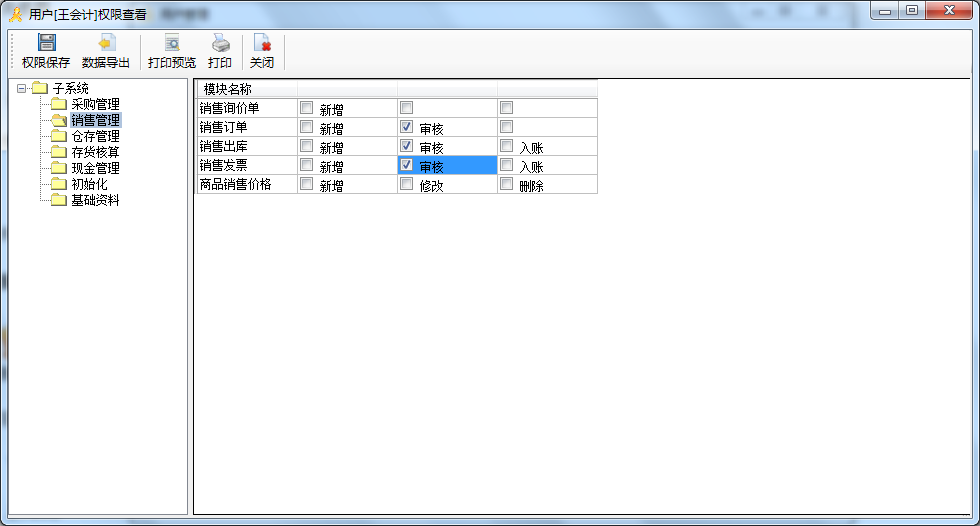 用户[王会计]权限查看
权限保存 数据导出 打印预览 打印 关闭
子系统
采购管理
销售管理
仓存管理
存货核算
现金管理
初始化
基础资料
模块名称
销售询价单 新增
销售订单 新增 审核
销售出库 新增 审核 入账
销售发票 新增 审核 入账
商品销售价格 新增 修改 删除